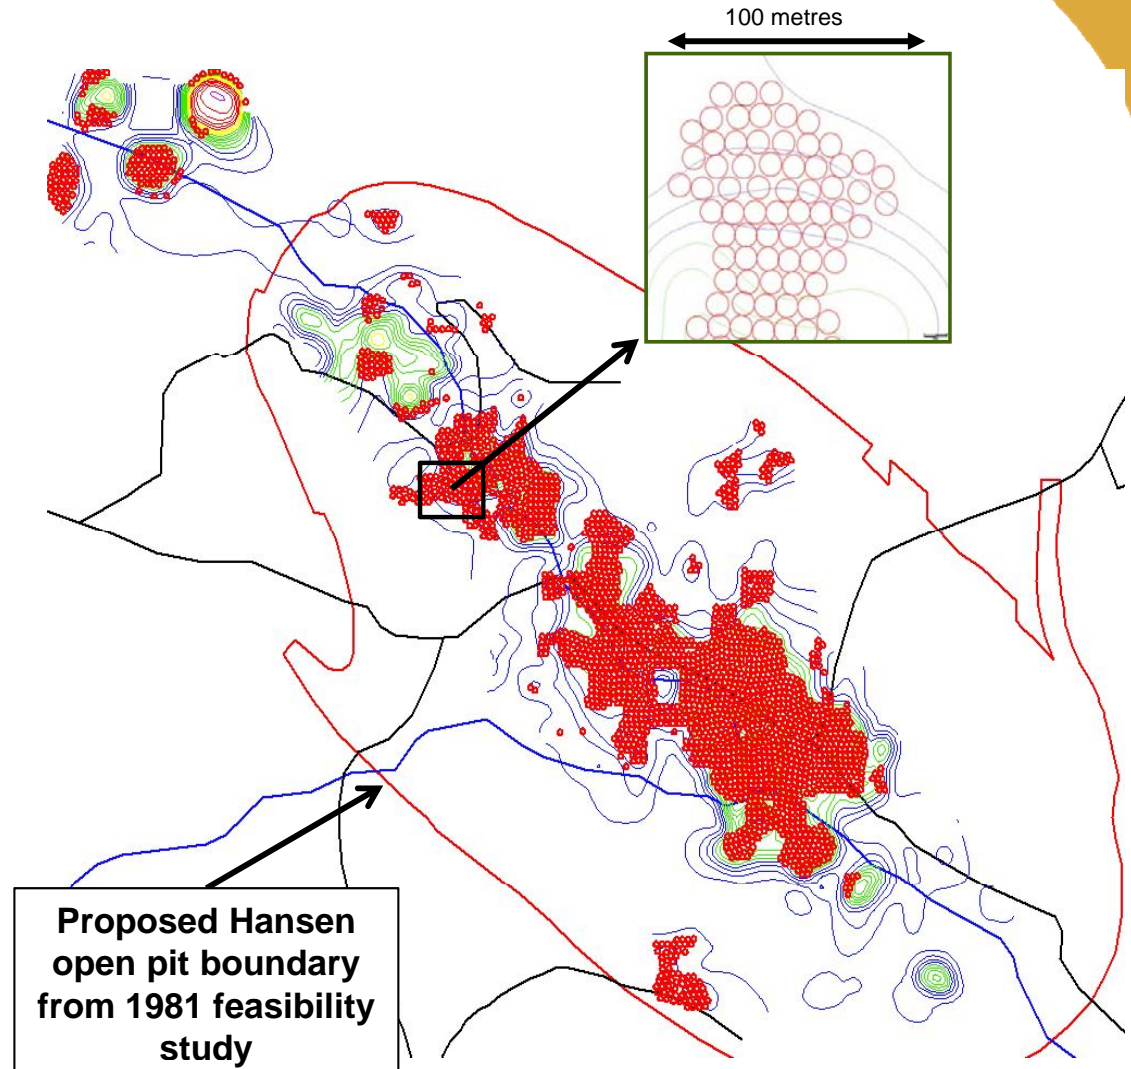 100 metres
Proposed Hansen
open pit boundary
from 1981 feasibility
study